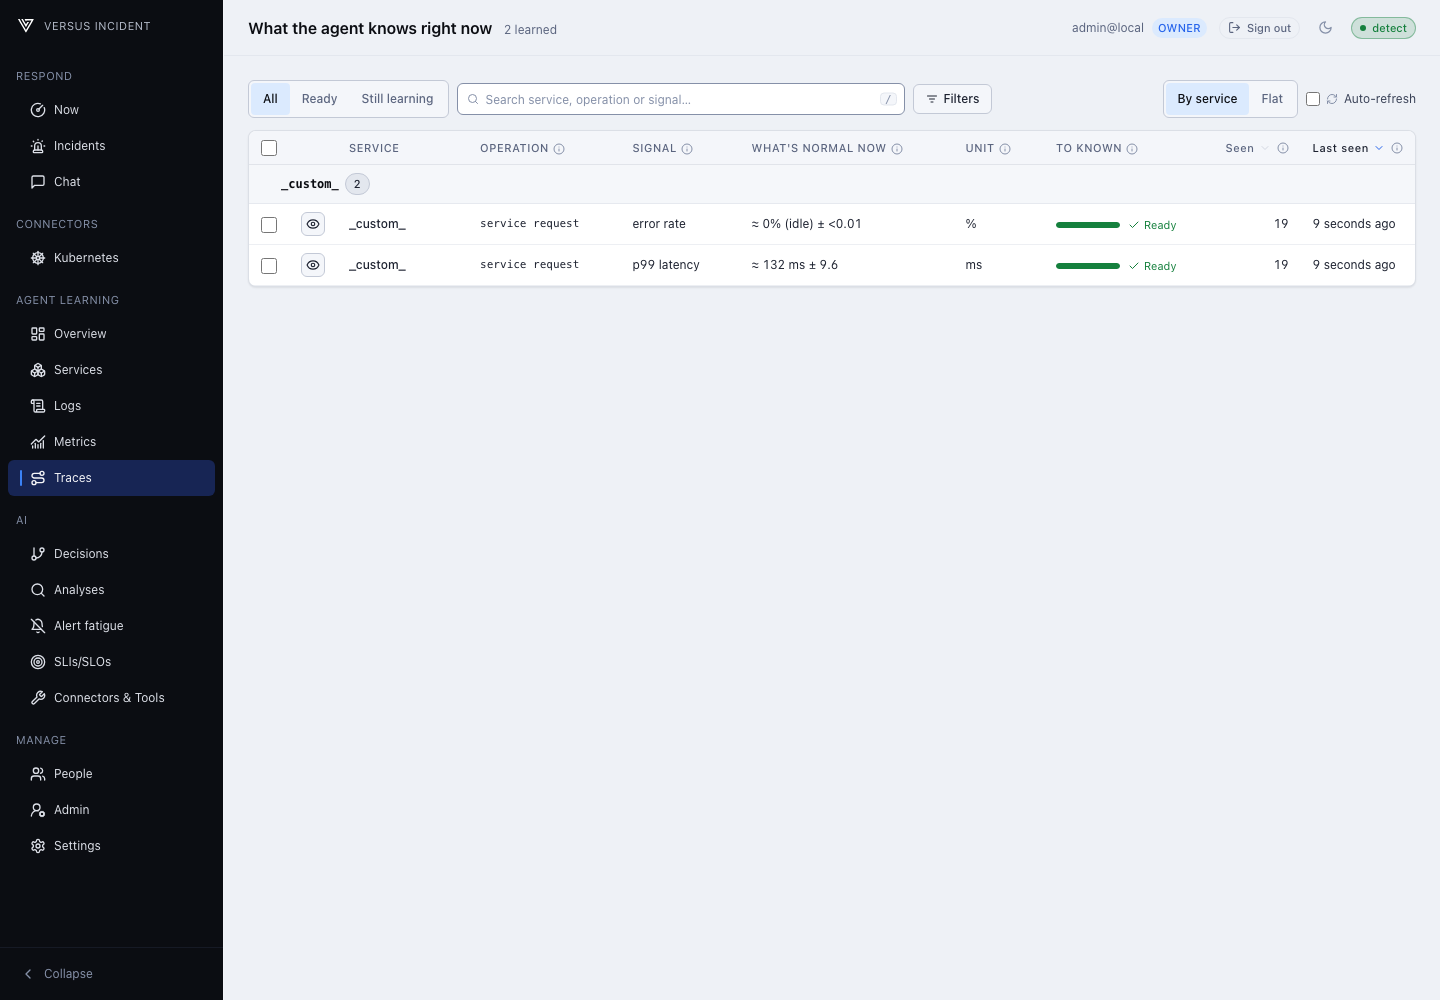 VERSUS INCIDENT
RESPOND
Now
Incidents
Chat
CONNECTORS
Kubernetes
AGENT LEARNING
Overview
Services
Logs
Metrics
Traces
AI
Decisions
Analyses
Alert fatigue
SLIs/SLOs
Connectors & Tools
MANAGE
People
Admin
Settings
Collapse
What the agent knows right now 2 learned
admin@local OWNER Sign out detect
All Ready Still learning Search service, operation or signal... / Filters By service Flat Auto-refresh
SERVICE OPERATION SIGNAL WHAT'S NORMAL NOW UNIT TO KNOWN Seen Last seen
_custom_ 2
_custom_ service request error rate ≈ 0% (idle) ± <0.01 % Ready 19 9 seconds ago
_custom_ service request p99 latency ≈ 132 ms ± 9.6 ms Ready 19 9 seconds ago